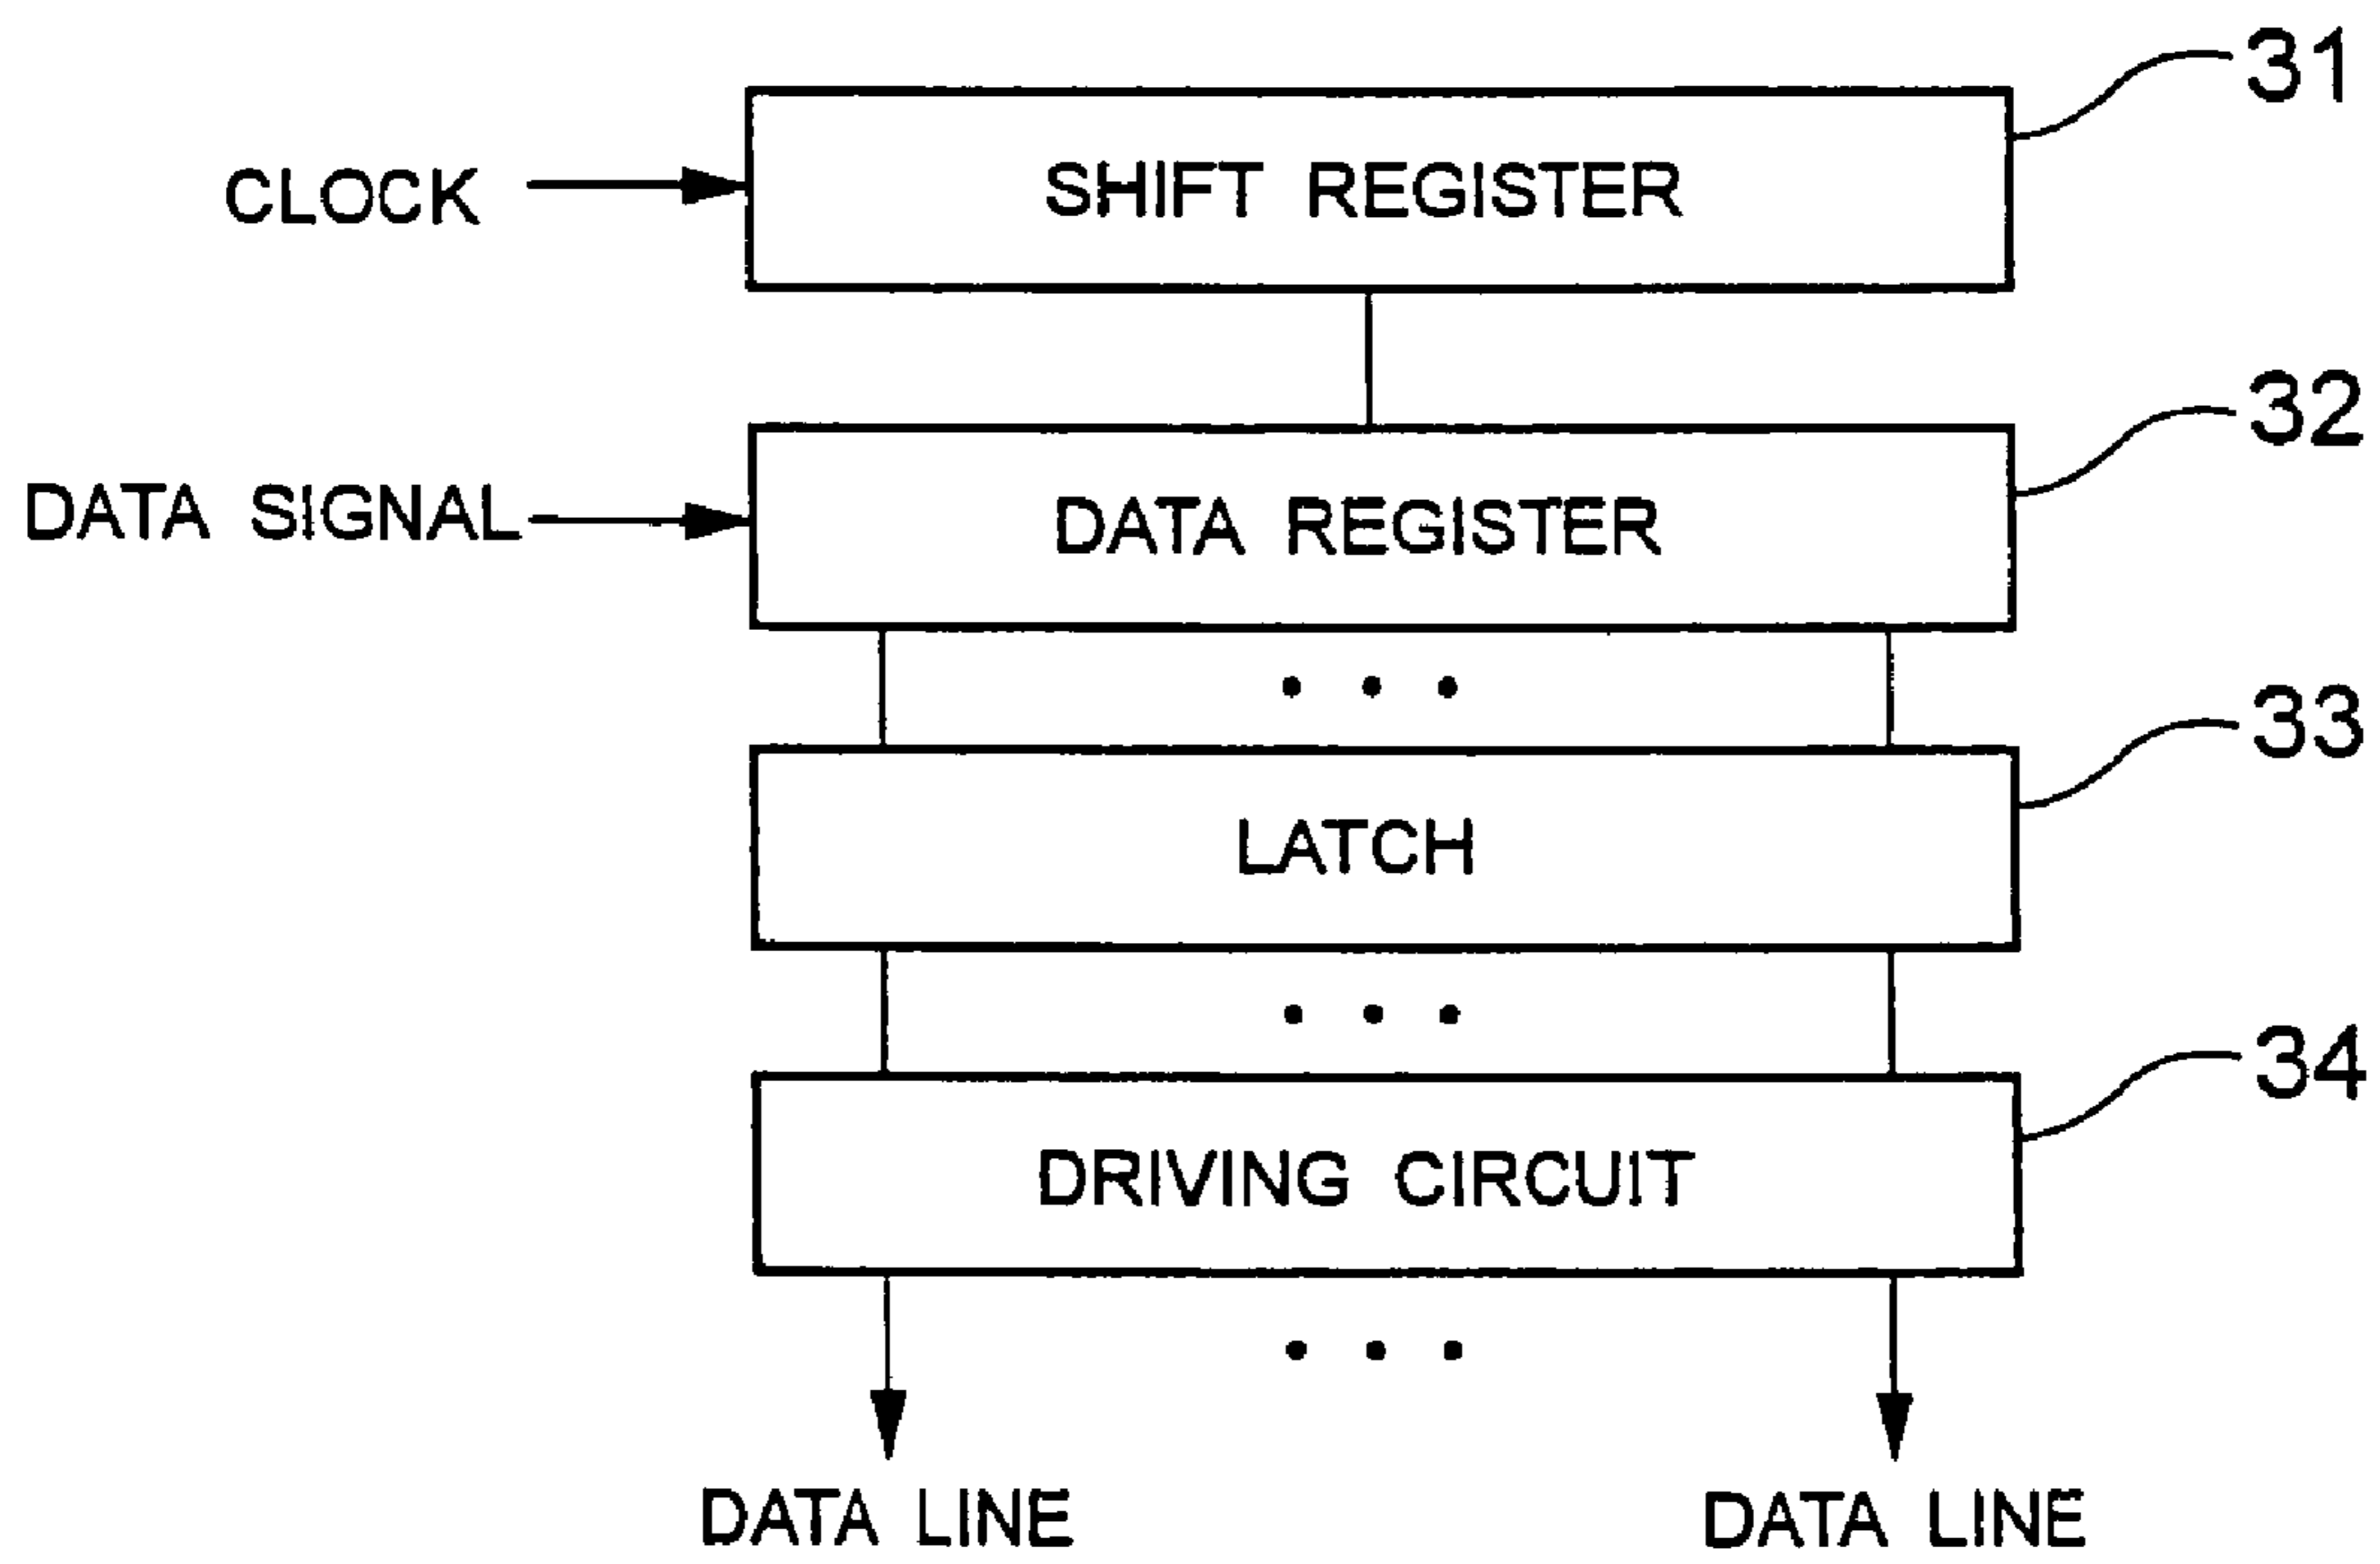 31
CLOCK
SHIFT REGISTER
32
DATA SIGNAL
DATA REGISTER
33
LATCH
34
DRIVING CIRCUIT
DATA LINE
DATA LINE